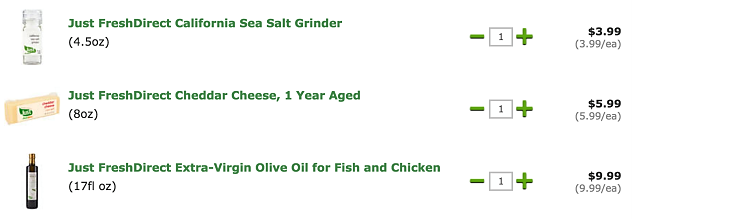 Just FreshDirect California Sea Salt Grinder
(4.5oz)
1
$3.99
(3.99/ea)
Just FreshDirect Cheddar Cheese, 1 Year Aged
(8oz)
1
$5.99
(5.99/ea)
Just FreshDirect Extra-Virgin Olive Oil for Fish and Chicken
(17fl oz)
1
$9.99
(9.99/ea)